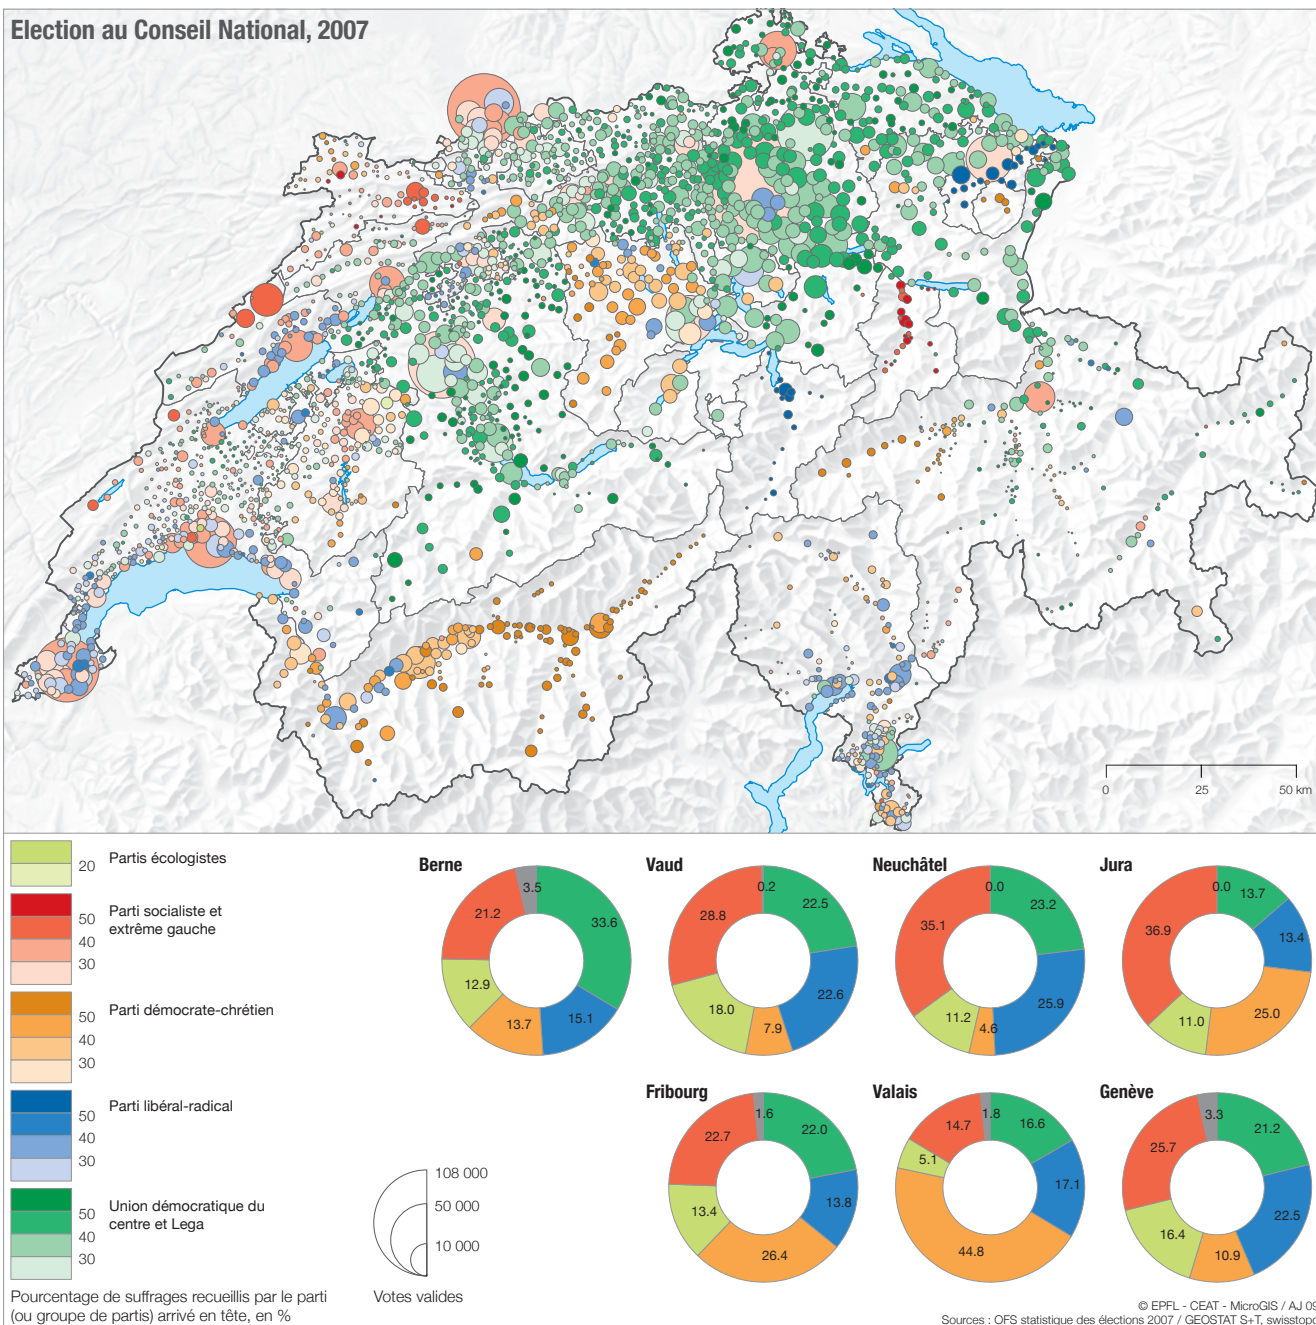 Election au Conseil National, 2007
0 25 50 km
20 Partis écologistes
Parti socialiste et
extrême gauche
50
40
30
Parti démocrate-chrétien
50
40
30
Parti libéral-radical
50
40
30
Union démocratique du
centre et Lega
50
40
30
Pourcentage de suffrages recueillis par le parti
(ou groupe de partis) arrivé en tête, en %
108 000
50 000
10 000
Votes valides
Berne
3.5
33.6
15.1
13.7
12.9
21.2
Vaud
0.2
22.5
22.6
7.9
18.0
28.8
Neuchâtel
0.0
23.2
25.9
4.6
11.2
35.1
Jura
0.0
13.7
13.4
25.0
11.0
36.9
Fribourg
1.6
22.0
13.8
26.4
13.4
22.7
Valais
1.8
16.6
17.1
44.8
5.1
14.7
Genève
3.3
21.2
22.5
10.9
16.4
25.7
© EPFL - CEAT - MicroGIS / AJ 09
Sources : OFS statistique des élections 2007 / GEOSTAT S+T, swisstopo